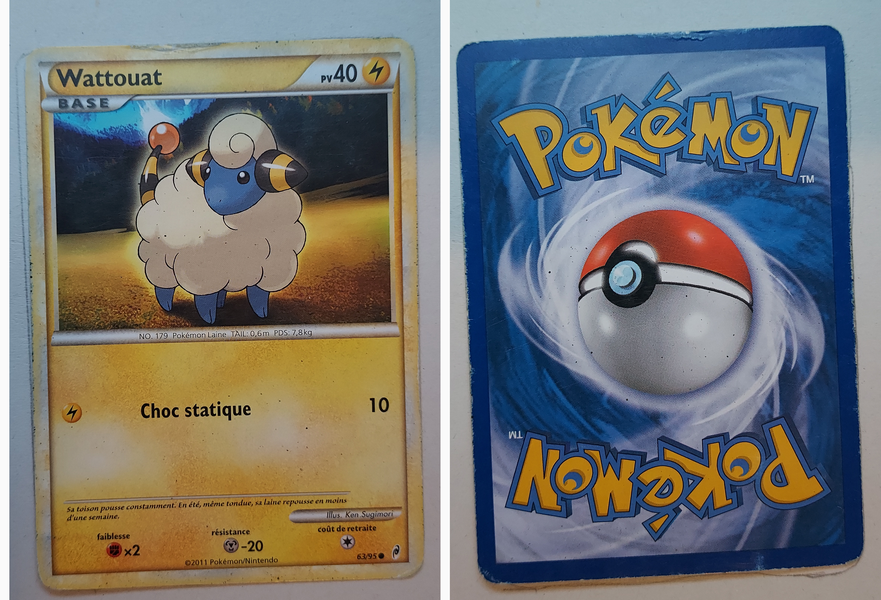 Wattouat
PV 40
BASE
NO. 179 Pokémon Laine TAIL: 0,6m PDS: 7,8kg
Choc statique 10
Sa toison pousse constamment. En été, même tondue, sa laine repousse en moins
d'une semaine.
Illus. Ken Sugimori
faiblesse résistance coût de retraite
×2 -20
63/95
©2011 Pokémon/Nintendo
POKéMON
TM
POKéMON
TM